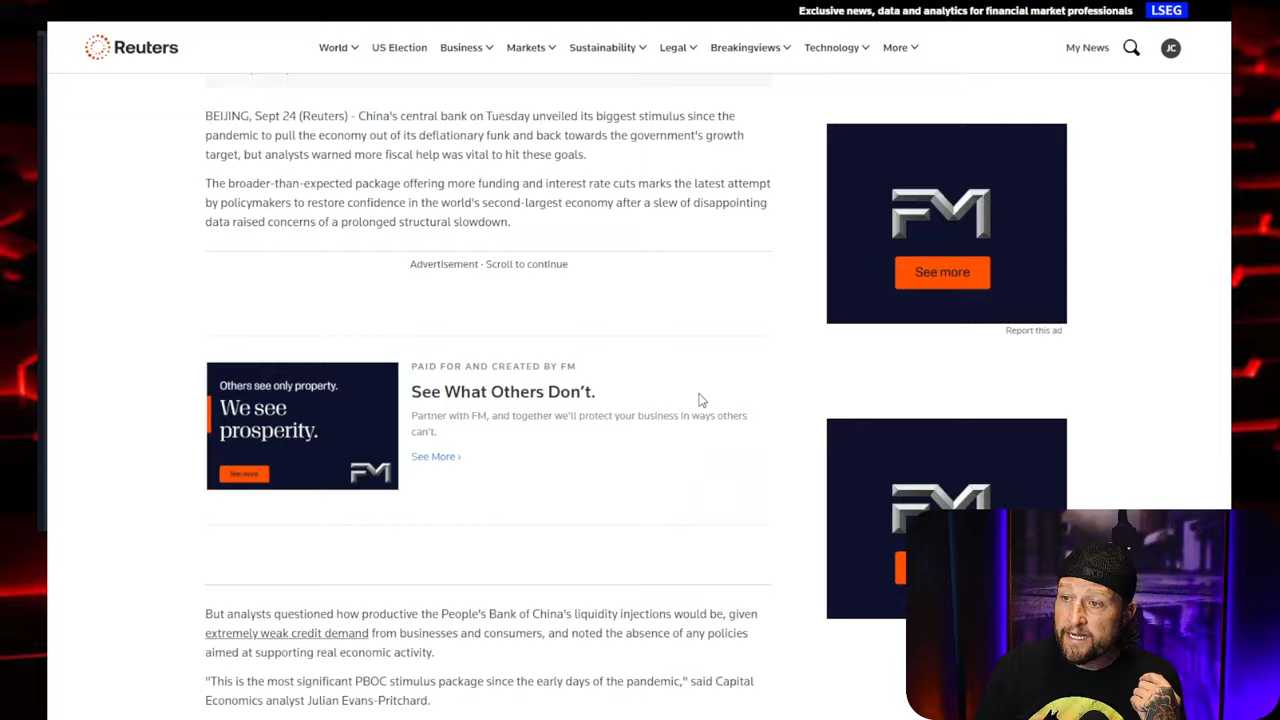 Exclusive news, data and analytics for financial market professionals LSEG
Reuters World US Election Business Markets Sustainability Legal Breakingviews Technology More My News JC
BEIJING, Sept 24 (Reuters) - China's central bank on Tuesday unveiled its biggest stimulus since the
pandemic to pull the economy out of its deflationary funk and back towards the government's growth
target, but analysts warned more fiscal help was vital to hit these goals.
The broader-than-expected package offering more funding and interest rate cuts marks the latest attempt
by policymakers to restore confidence in the world's second-largest economy after a slew of disappointing
data raised concerns of a prolonged structural slowdown.
FM
See more
Report this ad
Advertisement · Scroll to continue
Others see only property.
We see
prosperity.
See more
FM
PAID FOR AND CREATED BY FM
See What Others Don't.
Partner with FM, and together we'll protect your business in ways others
can't.
See More ›
FM
But analysts questioned how productive the People's Bank of China's liquidity injections would be, given
extremely weak credit demand from businesses and consumers, and noted the absence of any policies
aimed at supporting real economic activity.
"This is the most significant PBOC stimulus package since the early days of the pandemic," said Capital
Economics analyst Julian Evans-Pritchard.